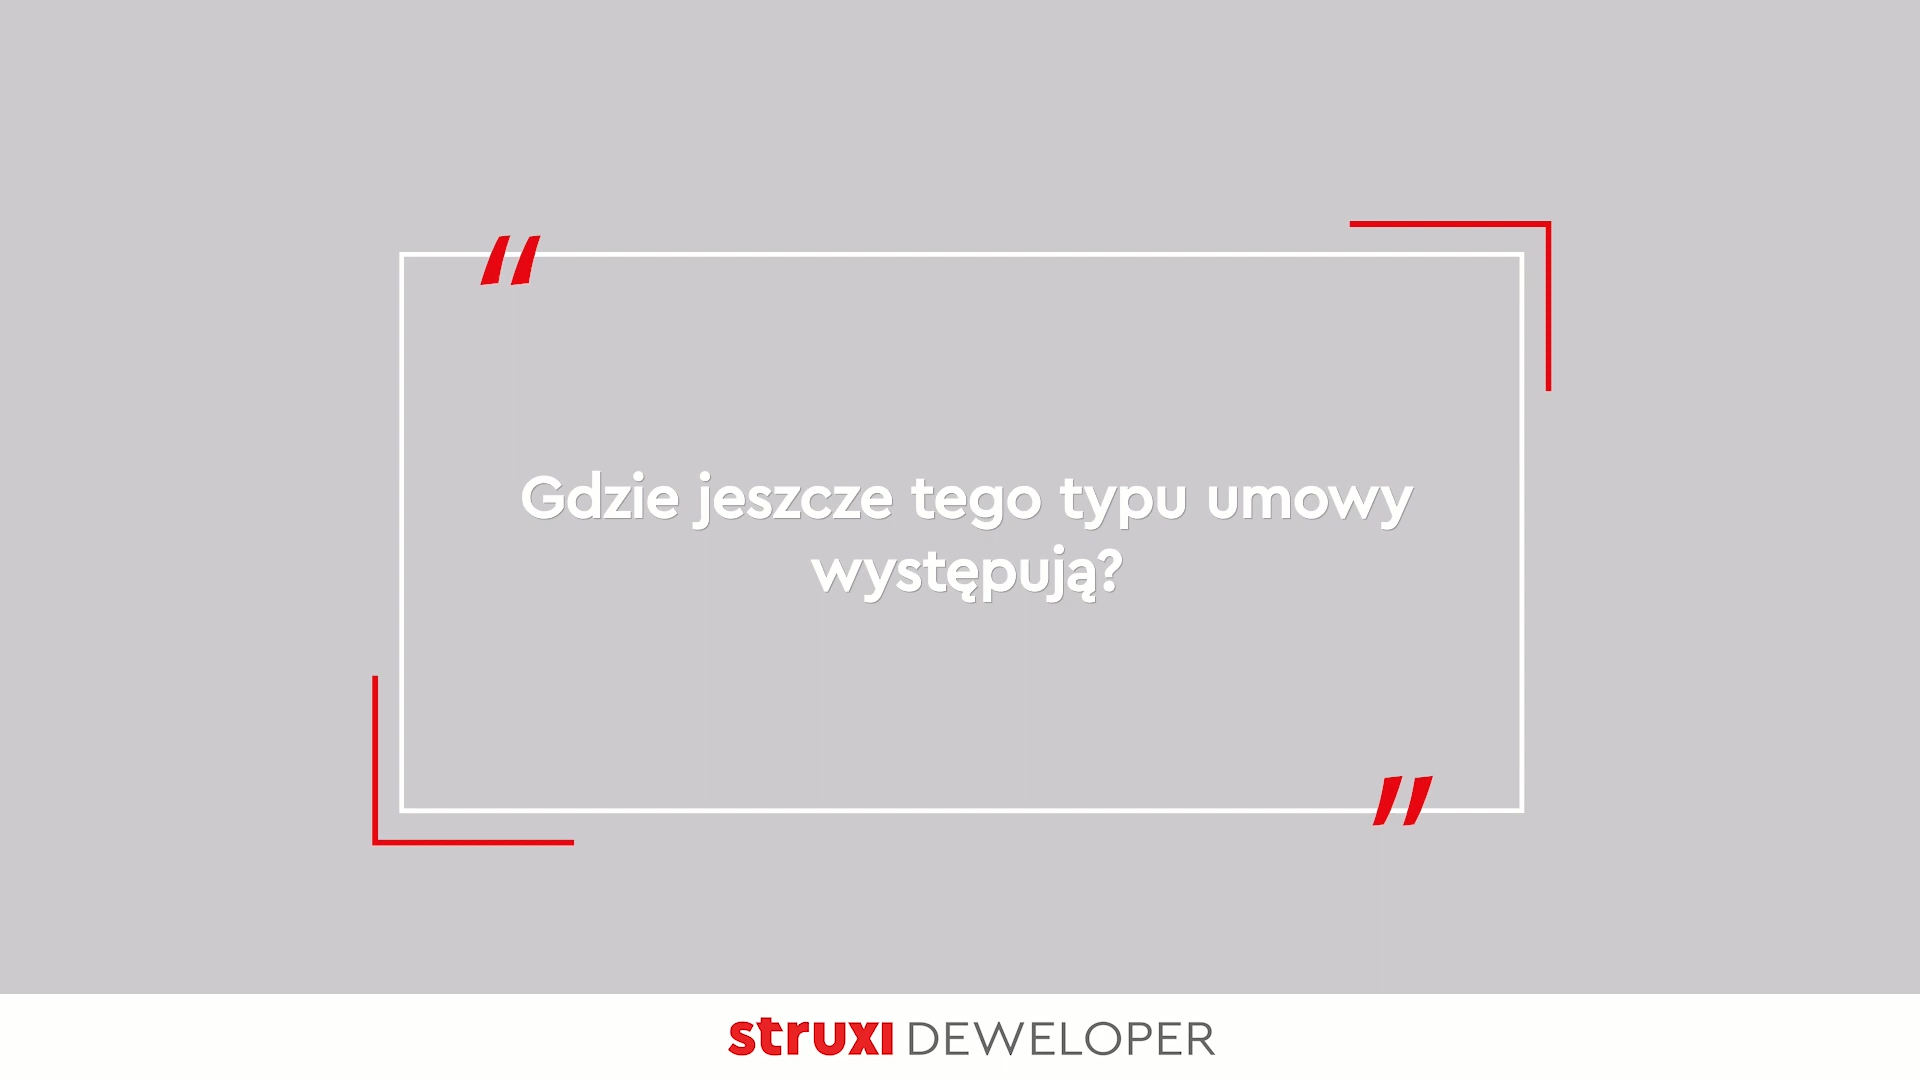 “
Gdzie jeszcze tego typu umowy
występują?
”
struxi DEWELOPER